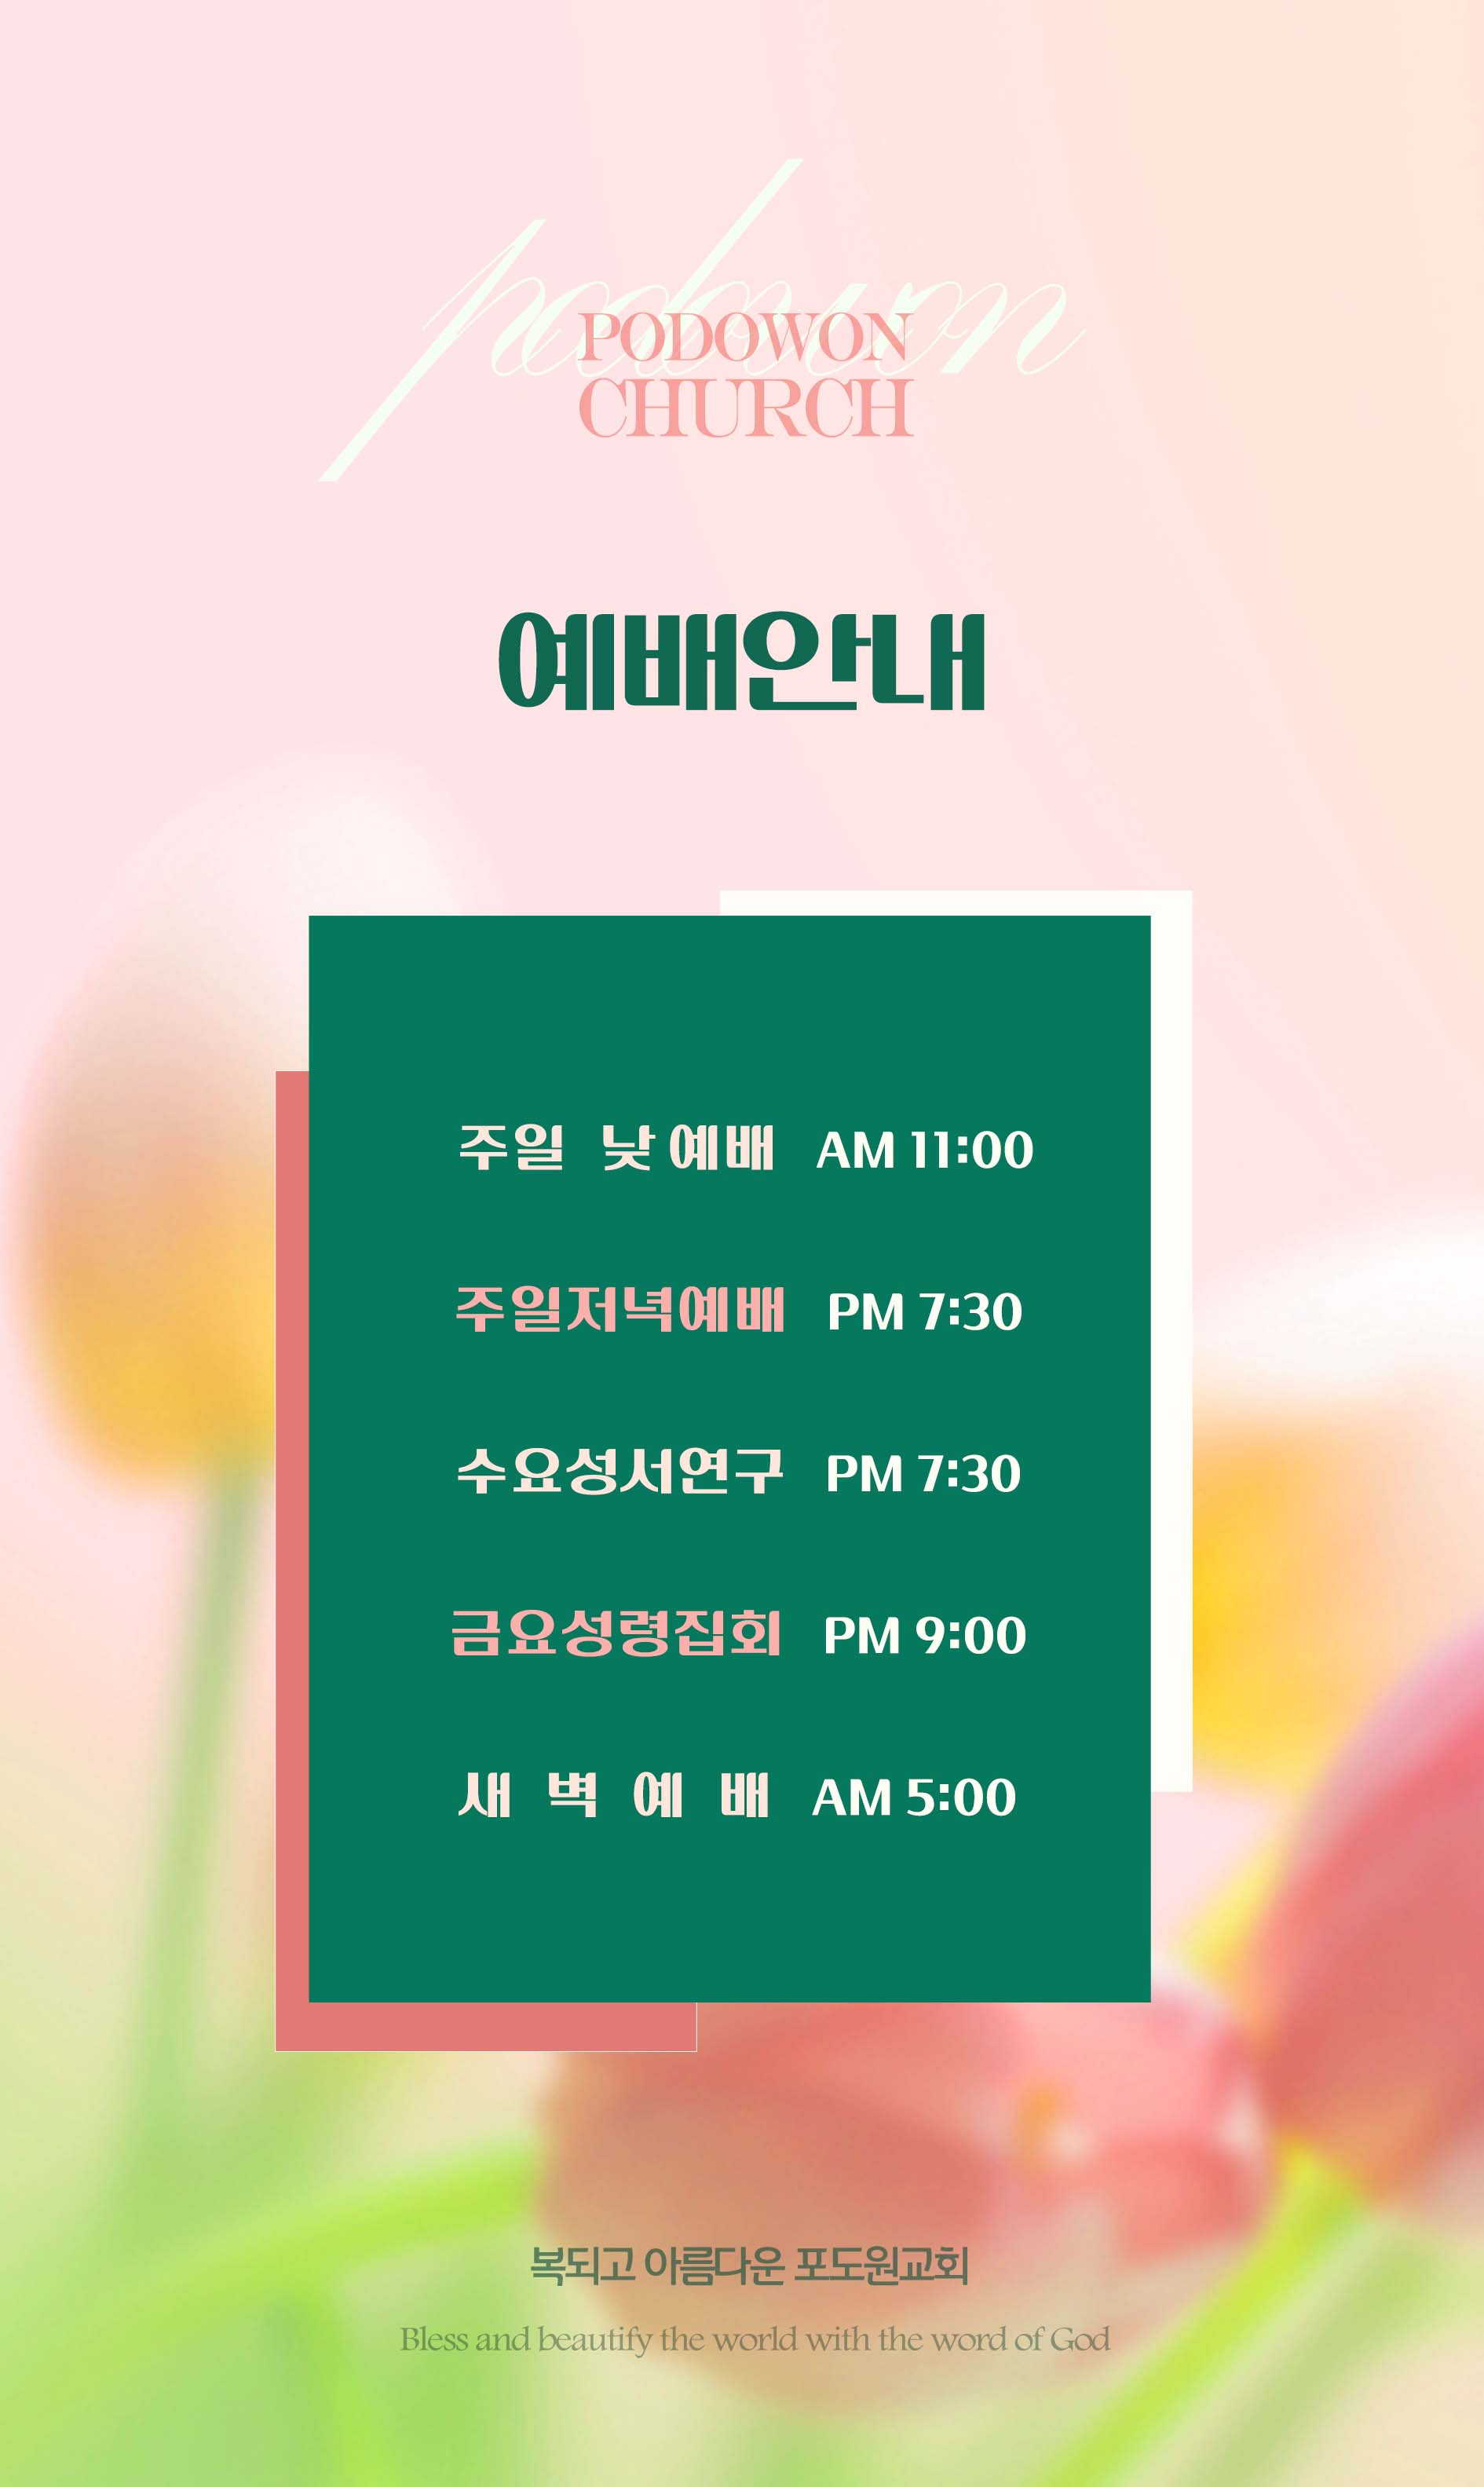 podowon
PODOWON
CHURCH
예배안내
주일 낮예배 AM 11:00
주일저녁예배 PM 7:30
수요성서연구 PM 7:30
금요성령집회 PM 9:00
새 벽 예 배 AM 5:00
복되고 아름다운 포도원교회
Bless and beautify the world with the word of God